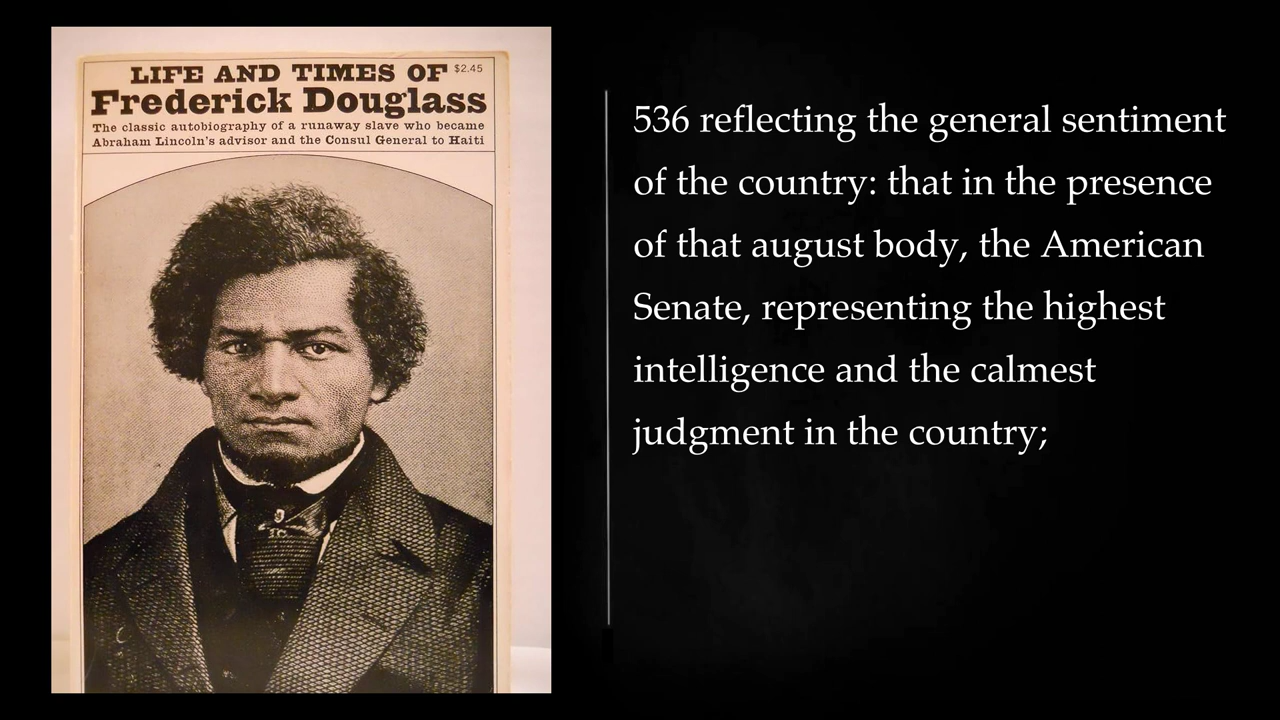 LIFE AND TIMES OF $2.45
Frederick Douglass
The classic autobiography of a runaway slave who became
Abraham Lincoln's advisor and the Consul General to Haiti
536 reflecting the general sentiment
of the country: that in the presence
of that august body, the American
Senate, representing the highest
intelligence and the calmest
judgment in the country;